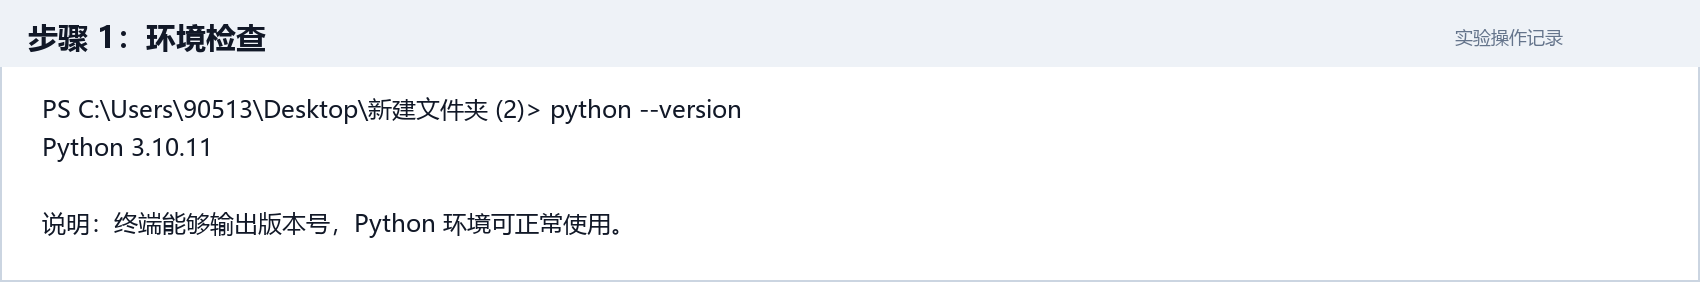 步骤 1：环境检查
实验操作记录
PS C:\Users\90513\Desktop\新建文件夹 (2)> python --version
Python 3.10.11
说明：终端能够输出版本号，Python 环境可正常使用。